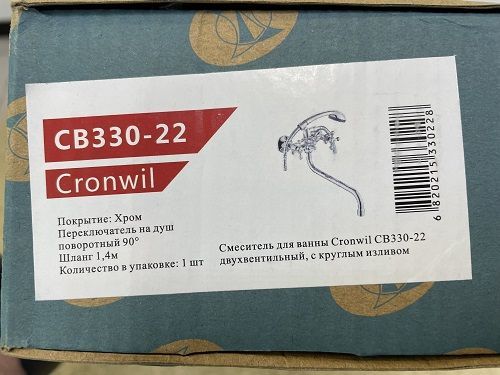 CB330-22
Cronwil
Покрытие: Хром
Переключатель на душ
поворотный 90°
Шланг 1,4м
Количество в упаковке: 1 шт
Смеситель для ванны Cronwil CB330-22
двухвентильный, с круглым изливом
6 820215 330228